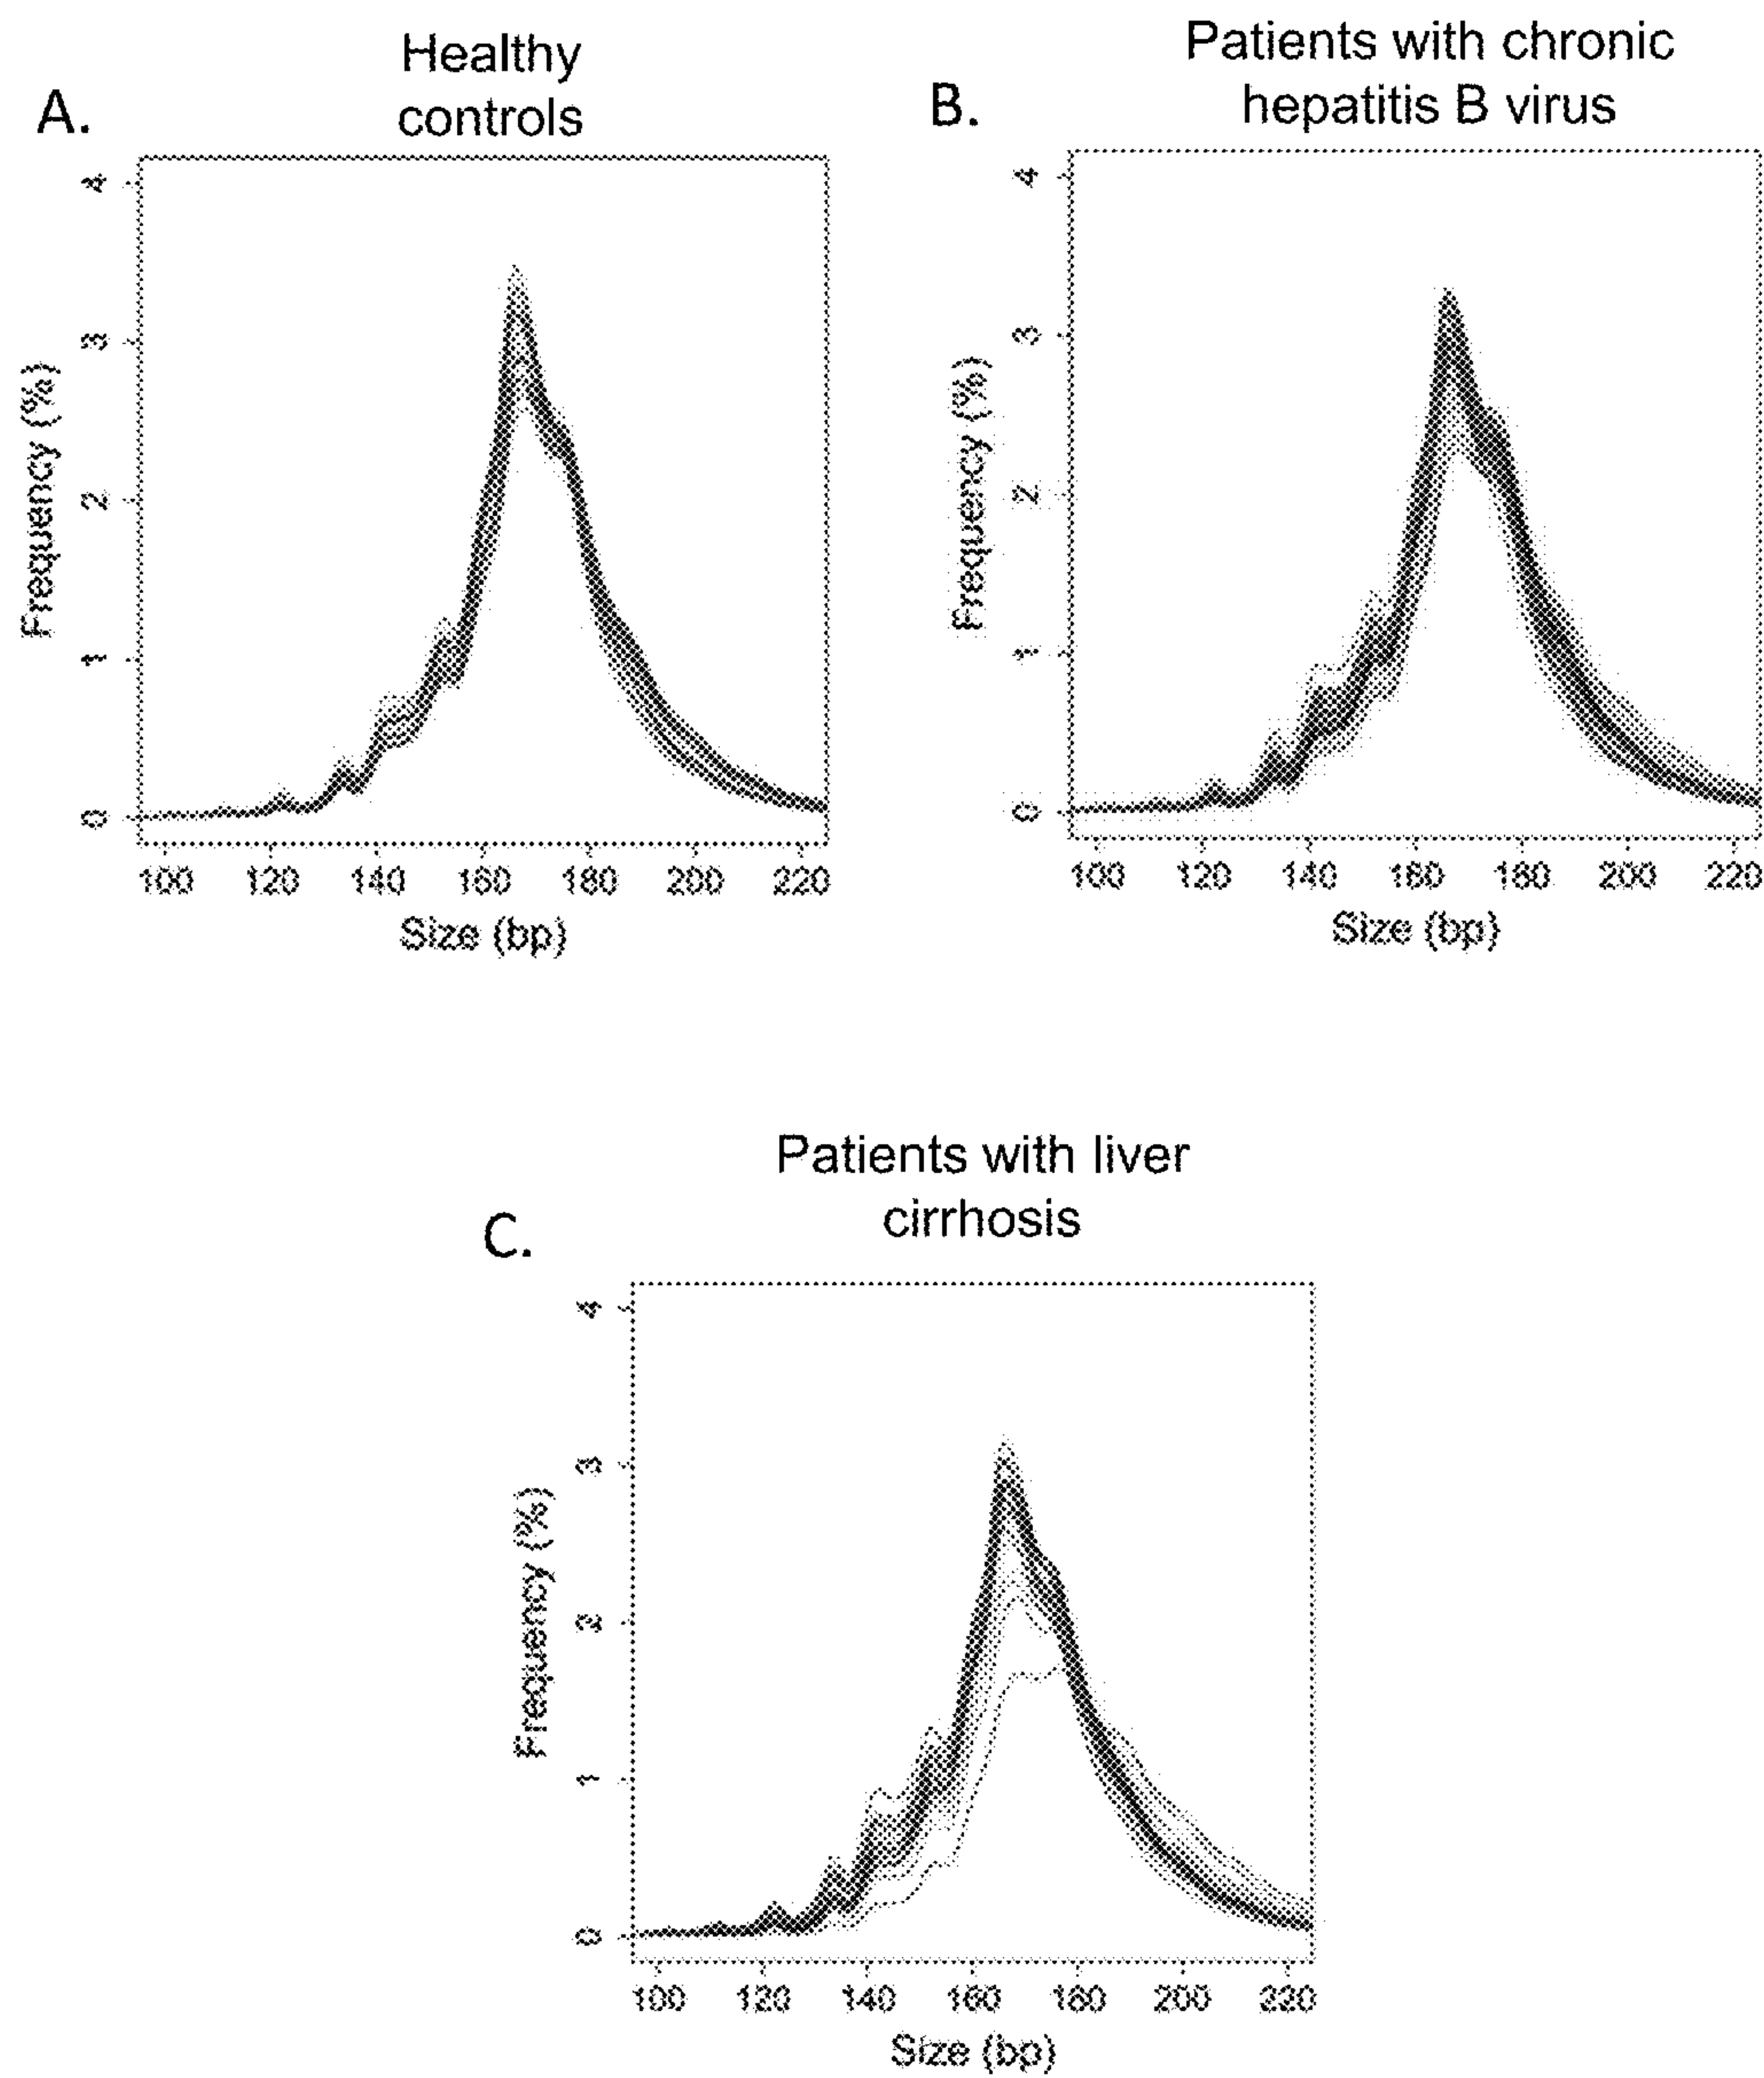 A.
Healthy
controls
Frequency (%)
4
3
2
1
0
100 120 140 160 180 200 220
Size (bp)
B.
Patients with chronic
hepatitis B virus
Frequency (%)
4
3
2
1
0
100 120 140 160 180 200 220
Size (bp)
C.
Patients with liver
cirrhosis
Frequency (%)
4
3
2
1
0
100 120 140 160 180 200 220
Size (bp)